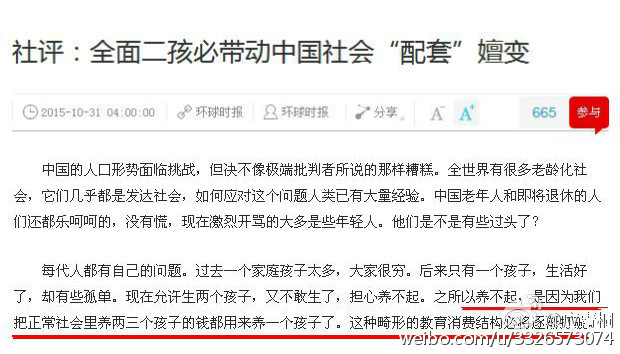 社评：全面二孩必带动中国社会“配套”嬗变
2015-10-31 04:00:00 环球时报 环球时报 分享 A- A+ 665 参与
中国的人口形势面临挑战，但决不像极端批判者所说的那样糟糕。全世界有很多老龄化社
会，它们几乎都是发达社会，如何应对这个问题人类已有大量经验。中国老年人和即将退休的人
们还都乐呵呵的，没有慌，现在激烈开骂的大多是些年轻人。他们是不是有些过头了？
每代人都有自己的问题。过去一个家庭孩子太多，大家很穷。后来只有一个孩子，生活好
了，却有些孤单。现在允许生两个孩子，又不敢生了，担心养不起。之所以养不起，是因为我们
把正常社会里养两三个孩子的钱都用来养一个孩子了。这种畸形的教育消费结构必将逐渐
weibo.com/u/3326573074